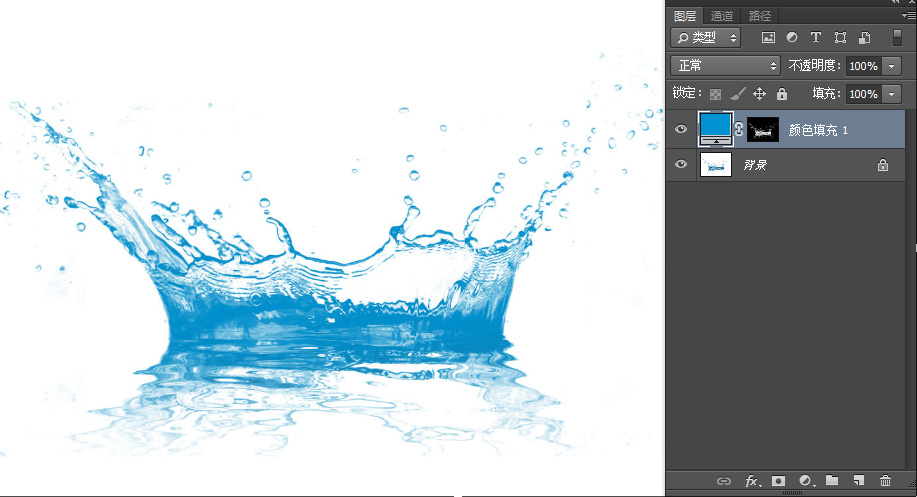 图层 通道 路径
类型 T
正常 不透明度: 100%
锁定: 填充: 100%
颜色填充 1
背景
fx